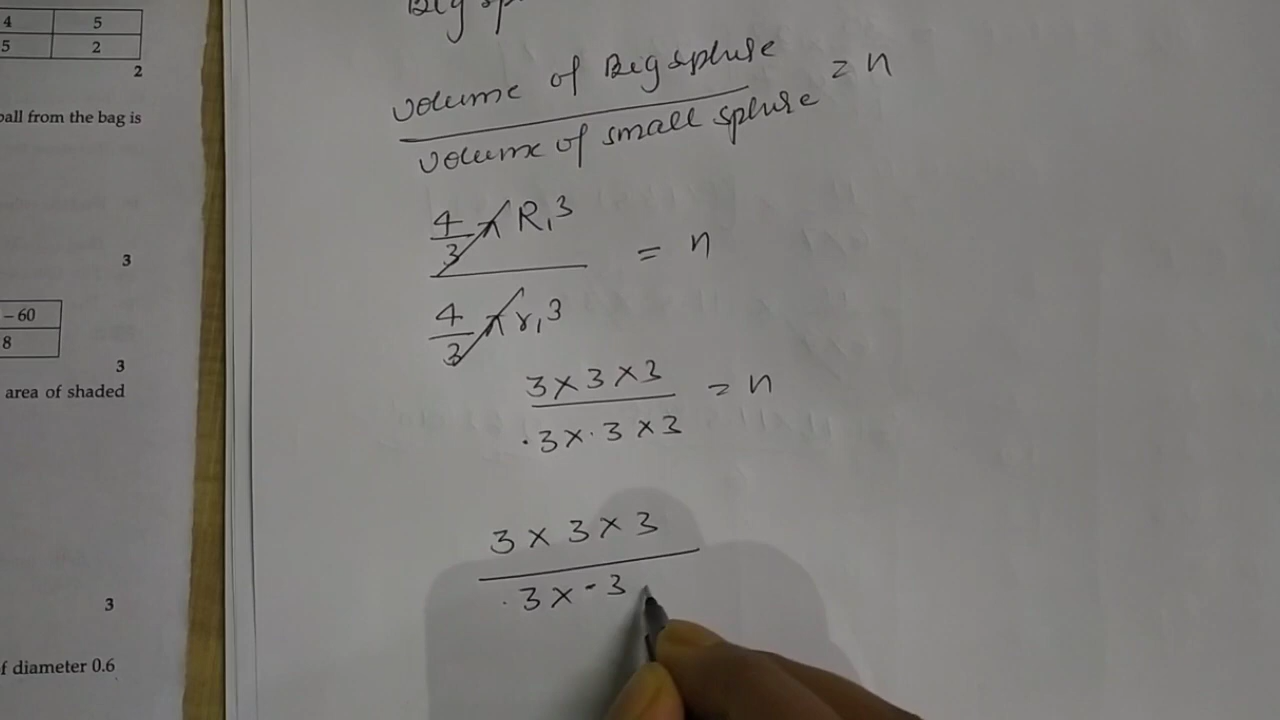 4 5
5 2
2
ball from the bag is
3
– 60
8
3
area of shaded
3
f diameter 0.6
Big sp
volume of Big sphere = n
volume of small sphere
4/3 π R₁³ = n
4/3 π r₁³
3 × 3 × 3 = n
.3 × .3 × 3
3 × 3 × 3
.3 × .3